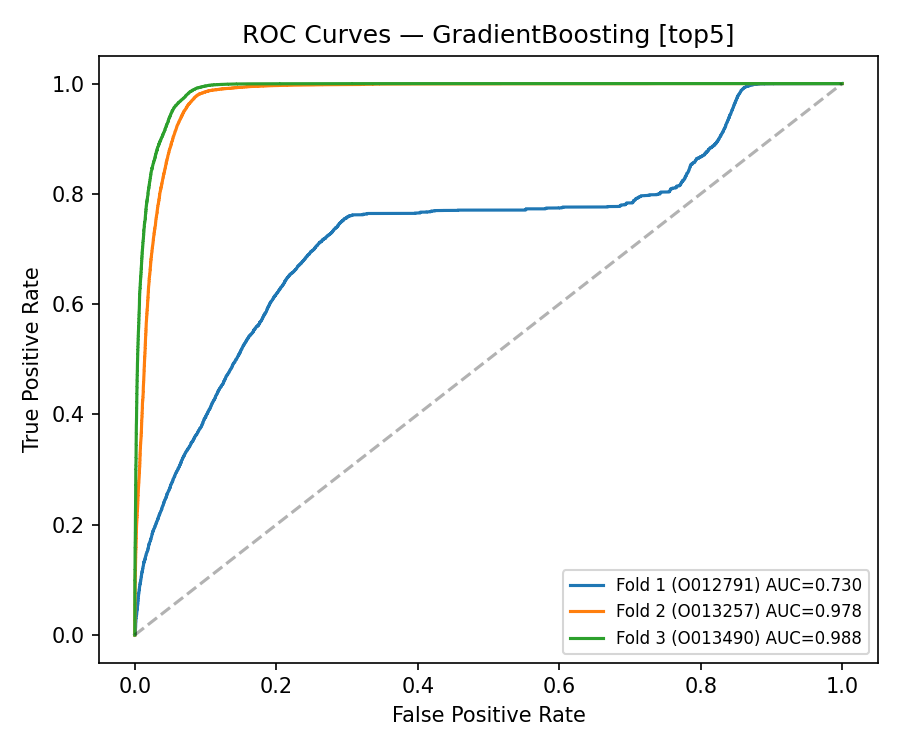 ROC Curves — GradientBoosting [top5]
True Positive Rate
1.0
0.8
0.6
0.4
0.2
0.0
0.0 0.2 0.4 0.6 0.8 1.0
False Positive Rate
Fold 1 (O012791) AUC=0.730
Fold 2 (O013257) AUC=0.978
Fold 3 (O013490) AUC=0.988